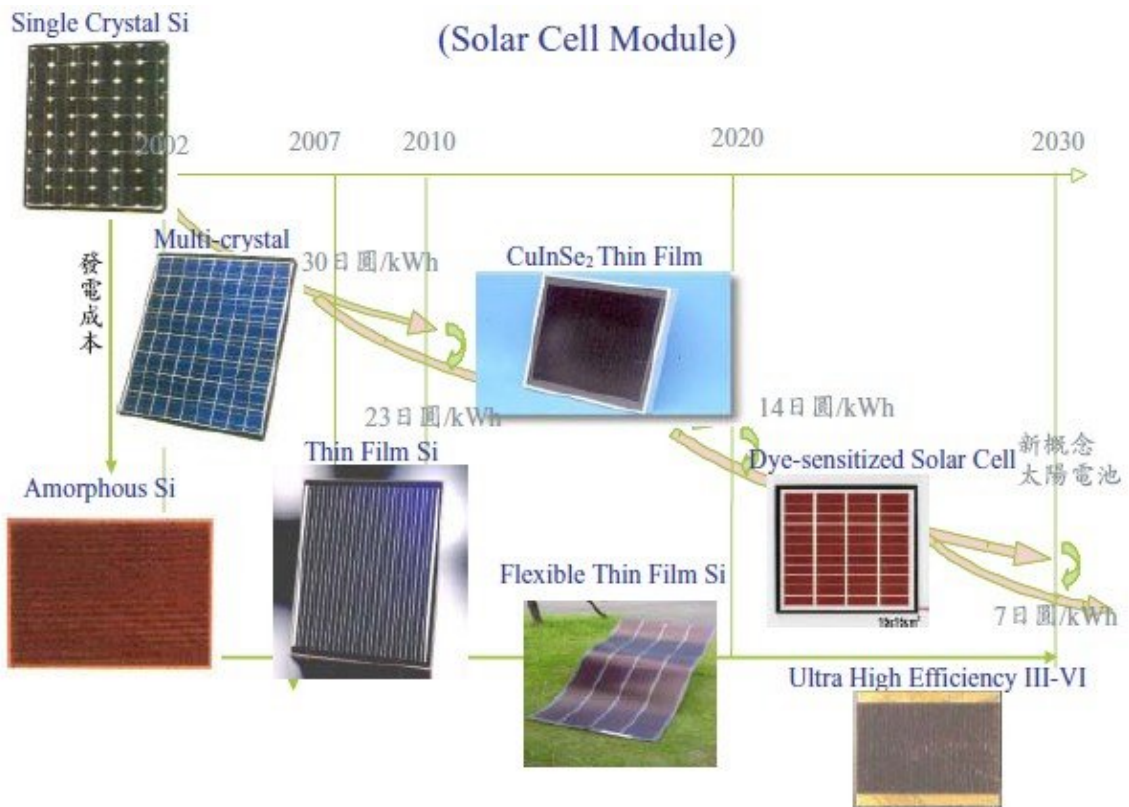 Single Crystal Si
(Solar Cell Module)
2002
2007
2010
2020
2030
Multi-crystal
30日圓/kWh
CuInSe₂ Thin Film
發電成本
23日圓/kWh
14日圓/kWh
Thin Film Si
Dye-sensitized Solar Cell
新概念
太陽電池
Amorphous Si
Flexible Thin Film Si
10x10cm²
7日圓/kWh
Ultra High Efficiency III-VI